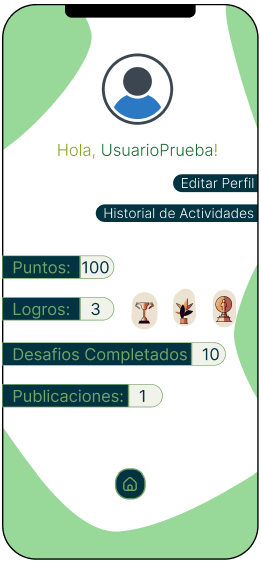 Hola, UsuarioPrueba!
Editar Perfil
Historial de Actividades
Puntos: 100
Logros: 3
Desafios Completados 10
Publicaciones: 1